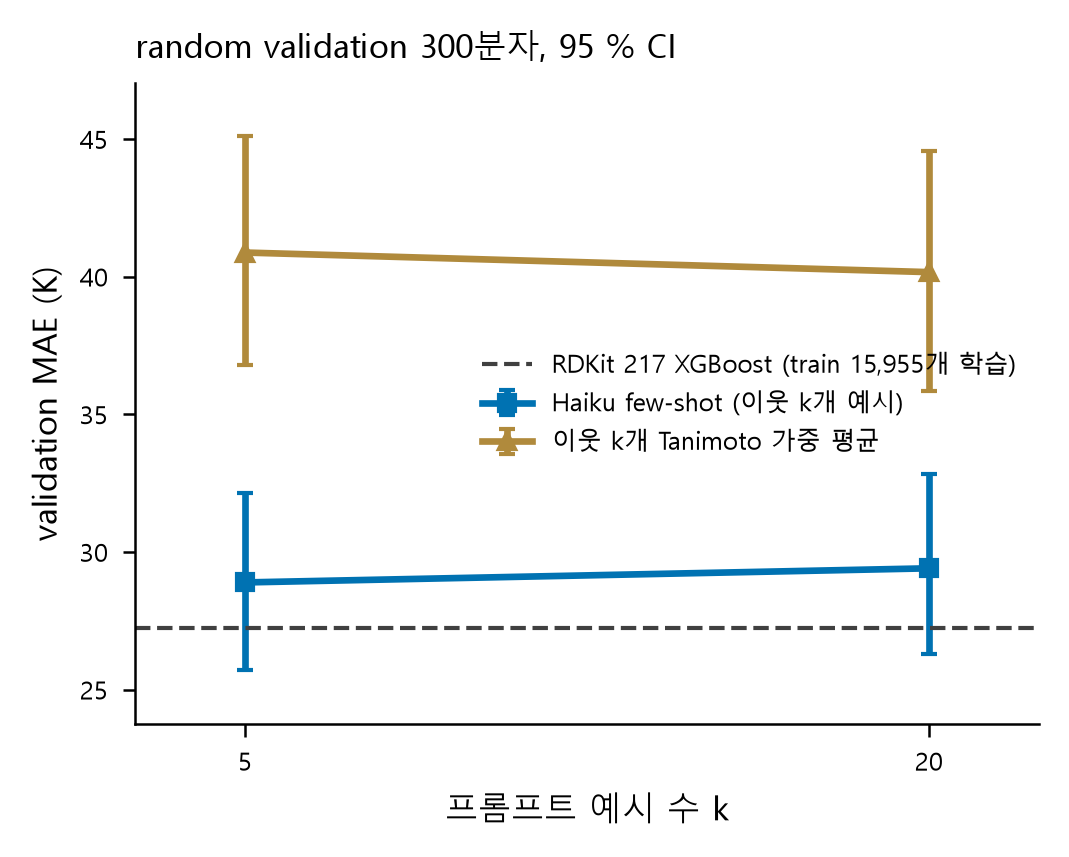 random validation 300분자, 95 % CI
validation MAE (K)
45
40
35
30
25
RDKit 217 XGBoost (train 15,955개 학습)
Haiku few-shot (이웃 k개 예시)
이웃 k개 Tanimoto 가중 평균
5
20
프롬프트 예시 수 k